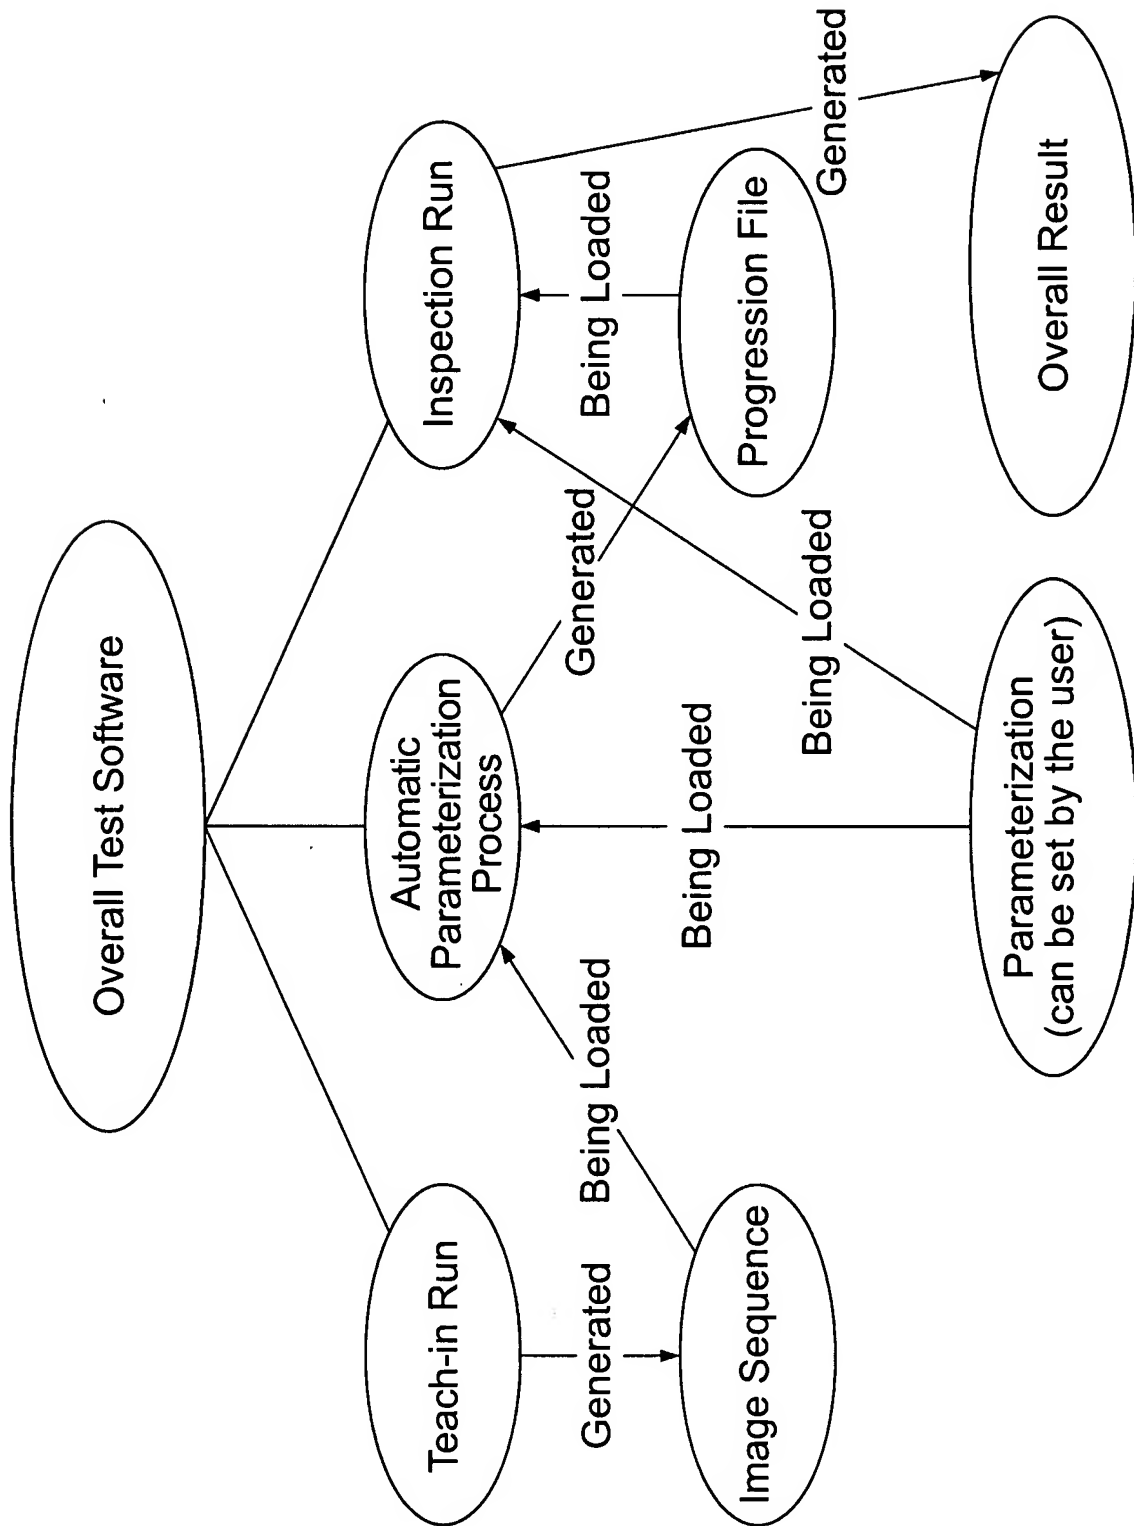 Overall Test Software
Teach-in Run
Automatic
Parameterization
Process
Inspection Run
Generated
Being Loaded
Generated
Being Loaded
Image Sequence
Being Loaded
Being Loaded
Progression File
Generated
Parameterization
(can be set by the user)
Overall Result